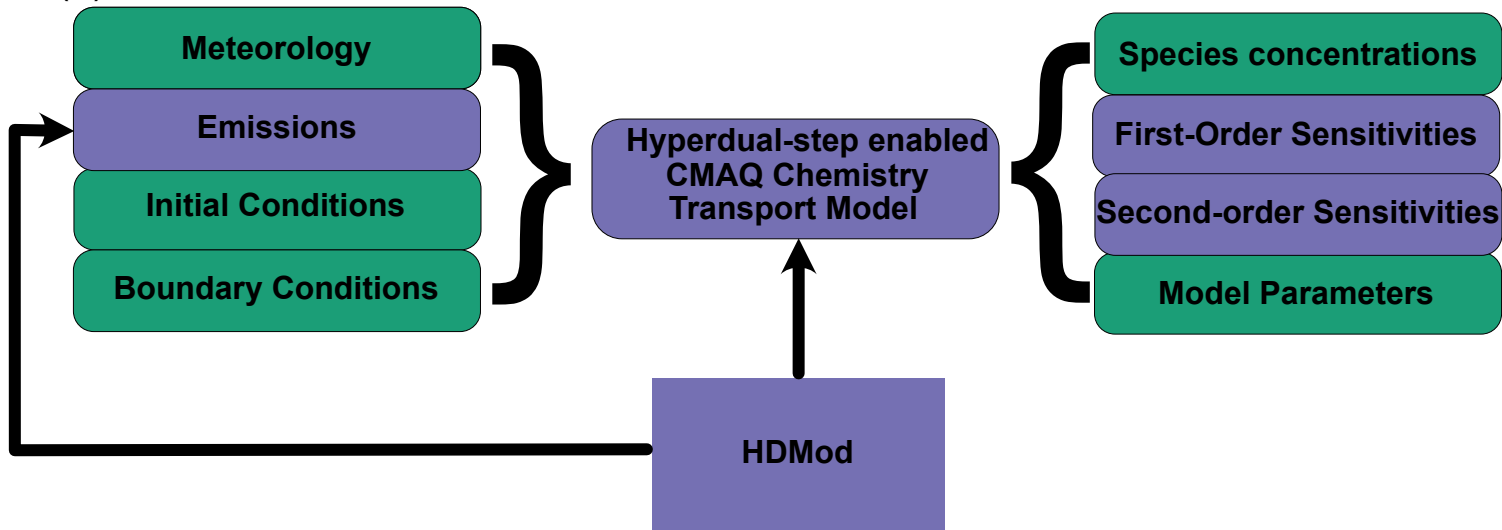 Meteorology
Emissions
Initial Conditions
Boundary Conditions
Hyperdual-step enabled
CMAQ Chemistry
Transport Model
Species concentrations
First-Order Sensitivities
Second-order Sensitivities
Model Parameters
HDMod